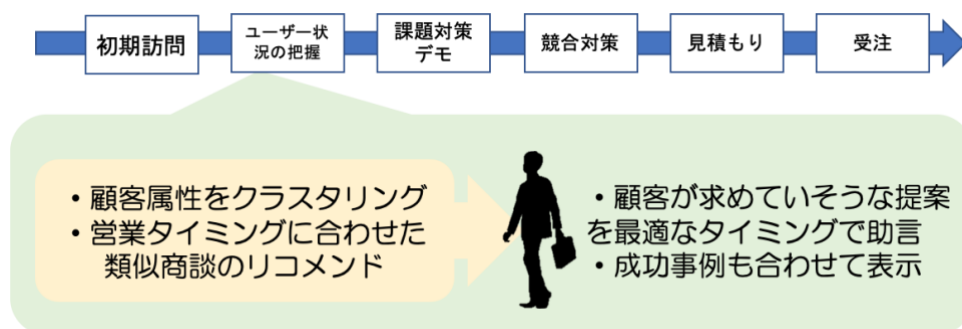 初期訪問
ユーザー状
況の把握
課題対策
デモ
競合対策
見積もり
受注
・顧客属性をクラスタリング
・営業タイミングに合わせた
類似商談のリコメンド
・顧客が求めていそうな提案
を最適なタイミングで助言
・成功事例も合わせて表示